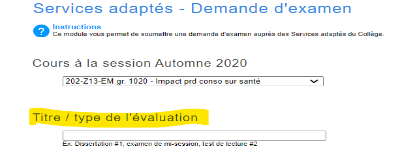 Services adaptés - Demande d'examen
? Instructions
Ce module vous permet de soumettre une demande d'examen auprès des Services adaptés du Collège.
Cours à la session Automne 2020
202-Z13-EM gr. 1020 - Impact prd conso sur santé
Titre / type de l'évaluation
Ex: Dissertation #1, examen de mi-session, test de lecture #2